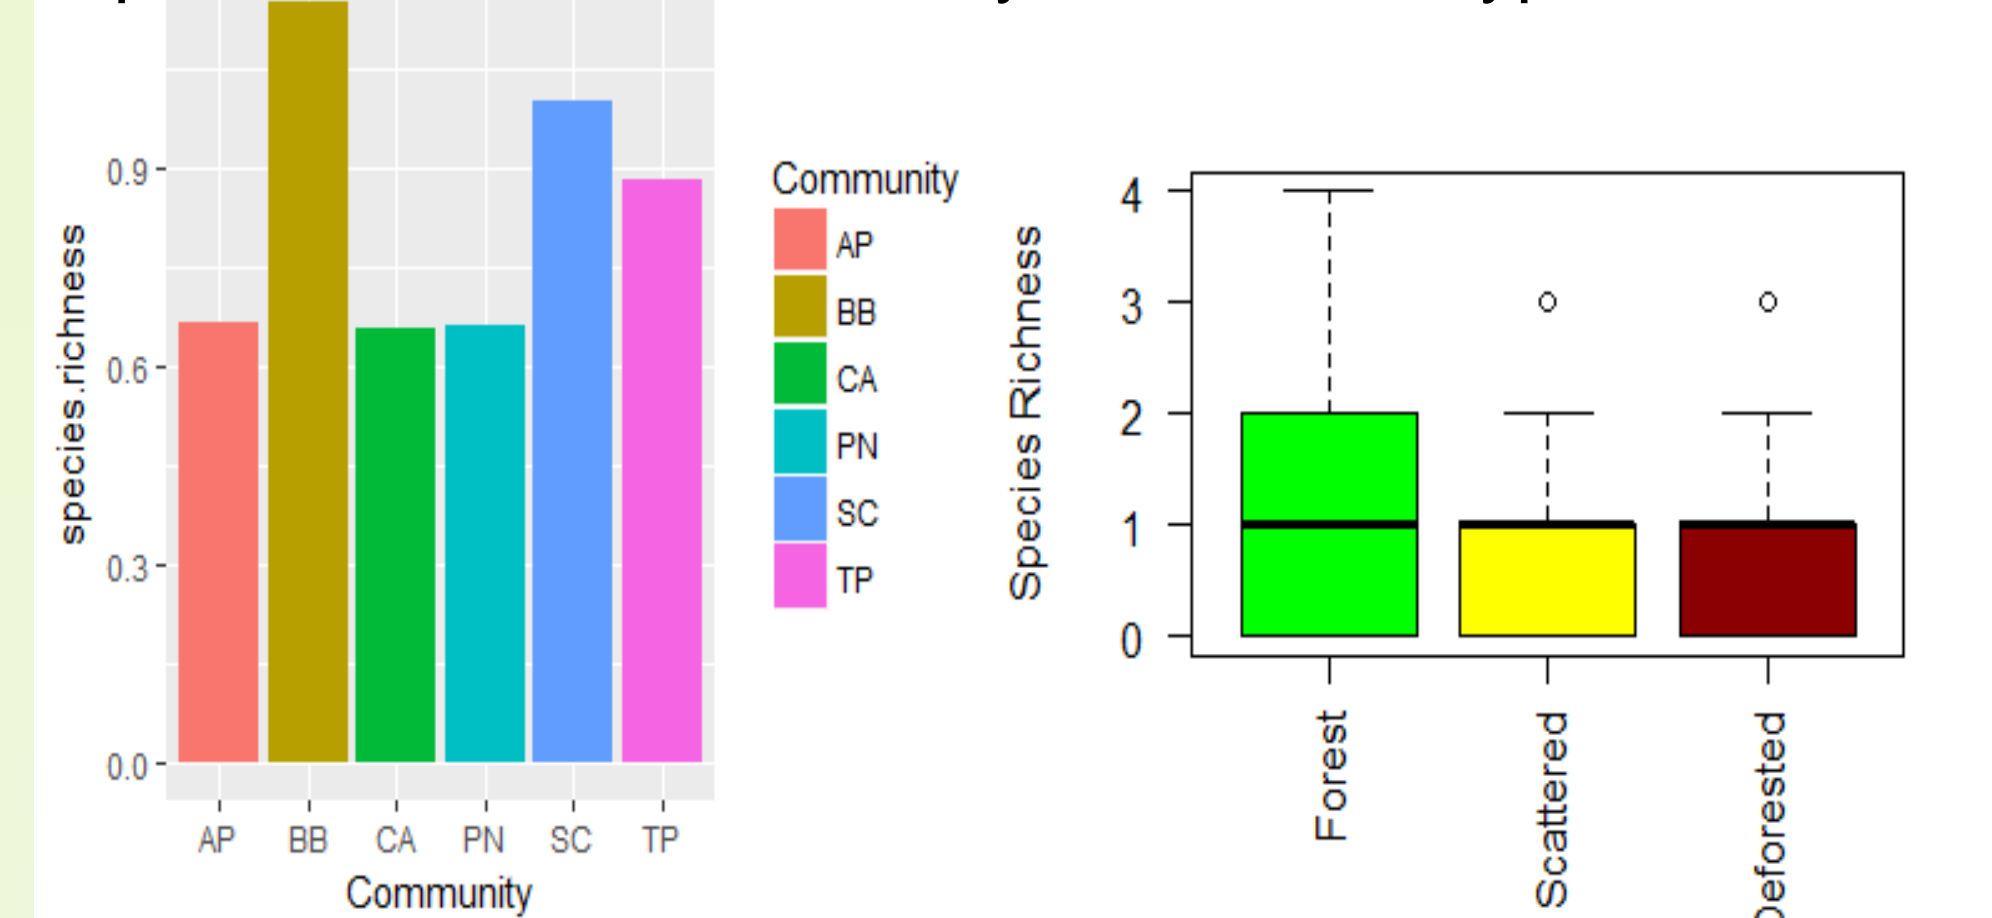 0.9
0.6
0.3
0.0
species.richness
AP BB CA PN SC TP
Community
Community
AP
BB
CA
PN
SC
TP
Species Richness
4
3
2
1
0
Forest
Scattered
Deforested